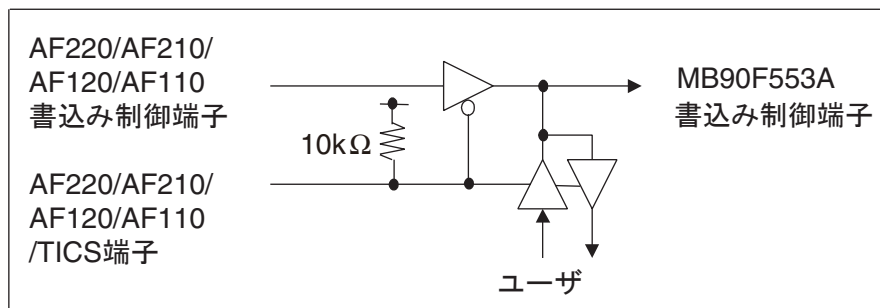 AF220/AF210/
AF120/AF110
書込み制御端子
10kΩ
AF220/AF210/
AF120/AF110
/TICS端子
MB90F553A
書込み制御端子
ユーザ